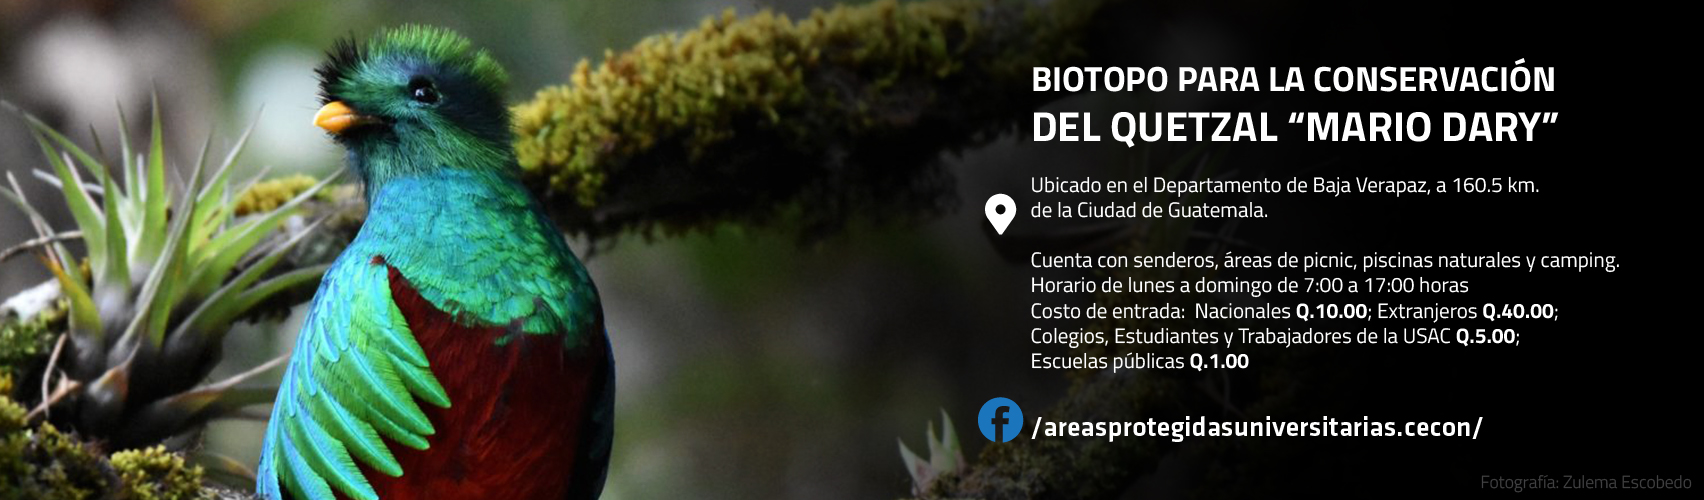 BIOTOPO PARA LA CONSERVACIÓN
DEL QUETZAL “MARIO DARY”
Ubicado en el Departamento de Baja Verapaz, a 160.5 km.
de la Ciudad de Guatemala.
Cuenta con senderos, áreas de picnic, piscinas naturales y camping.
Horario de lunes a domingo de 7:00 a 17:00 horas
Costo de entrada: Nacionales Q.10.00; Extranjeros Q.40.00;
Colegios, Estudiantes y Trabajadores de la USAC Q.5.00;
Escuelas públicas Q.1.00
/areasprotegidasuniversitarias.cecon/
Fotografía: Zulema Escobedo